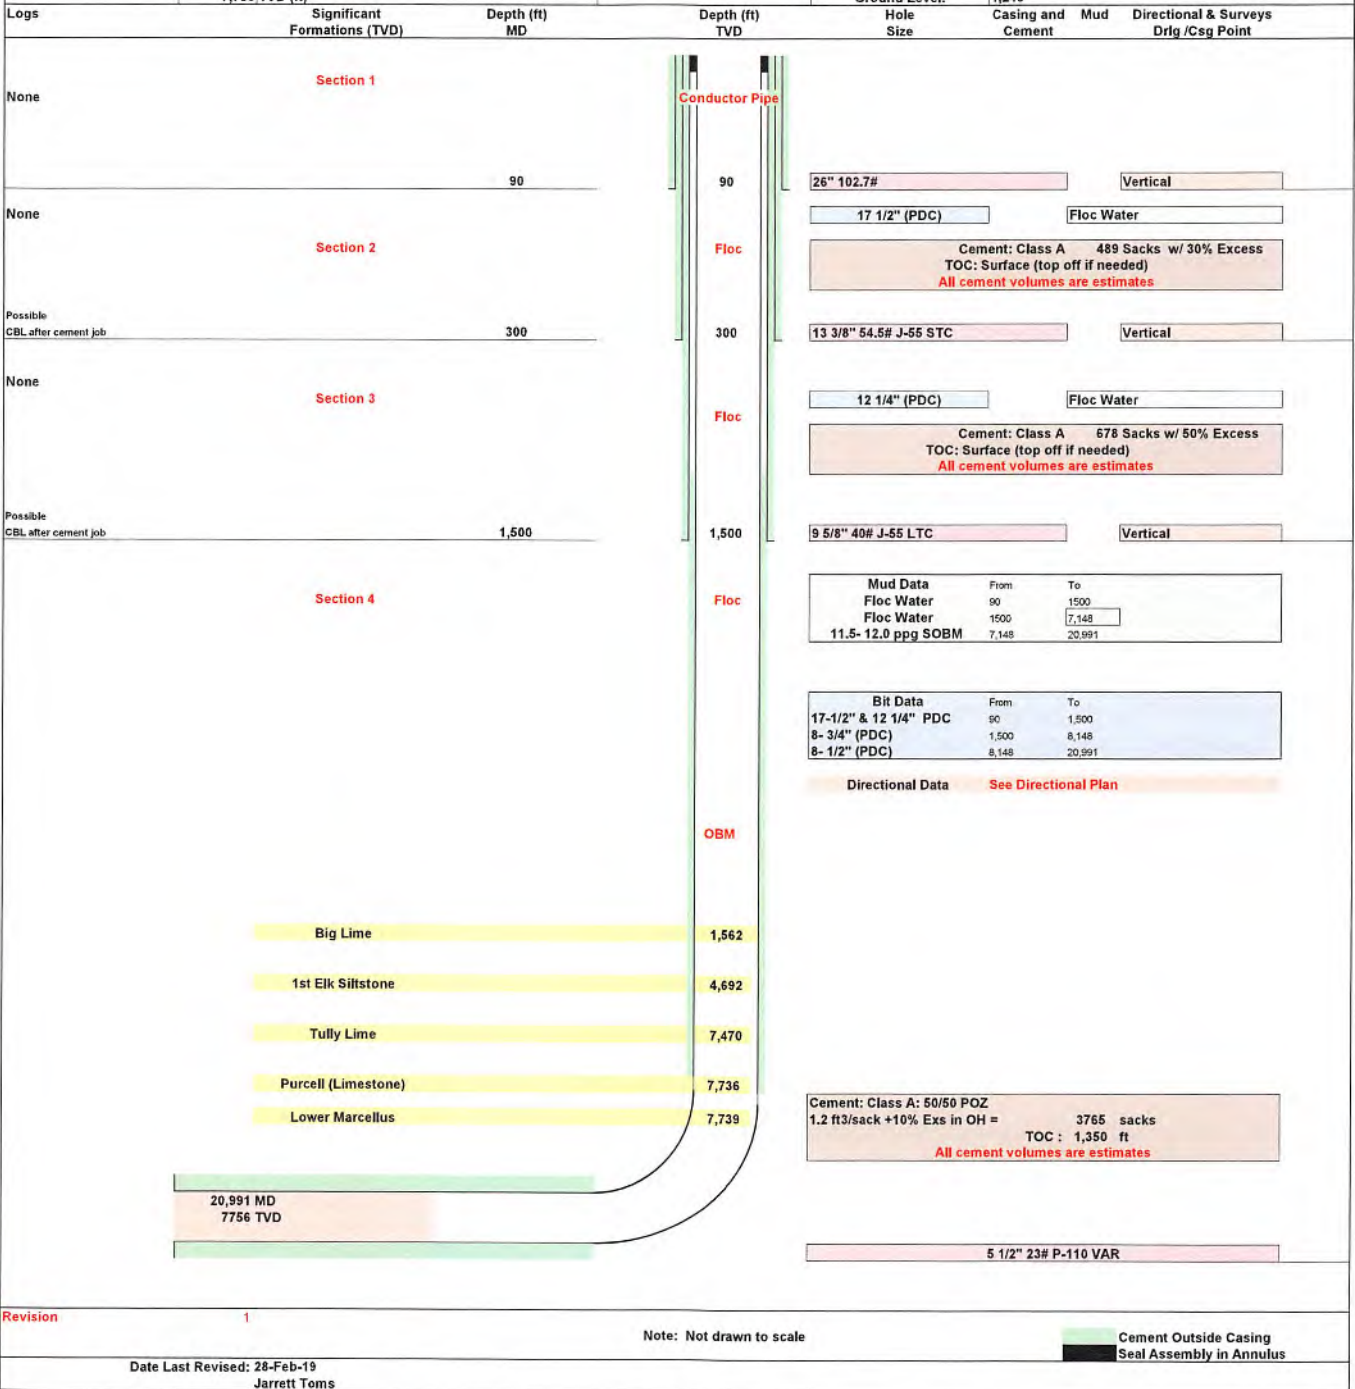 Logs Significant Depth (ft) Depth (ft) Hole Casing and Mud Directional & Surveys
Formations (TVD) MD TVD Size Cement Drlg /Csg Point
Section 1
None
Conductor Pipe
90 90 26" 102.7# Vertical
None 17 1/2" (PDC) Floc Water
Section 2 Floc Cement: Class A 489 Sacks w/ 30% Excess
TOC: Surface (top off if needed)
All cement volumes are estimates
Possible
CBL after cement job 300 300 13 3/8" 54.5# J-55 STC Vertical
None
Section 3 12 1/4" (PDC) Floc Water
Floc
Cement: Class A 678 Sacks w/ 50% Excess
TOC: Surface (top off if needed)
All cement volumes are estimates
Possible
CBL after cement job 1,500 1,500 9 5/8" 40# J-55 LTC Vertical
Mud Data From To
Section 4 Floc Floc Water 90 1500
Floc Water 1500 7,148
11.5- 12.0 ppg SOBM 7,148 20,991
Bit Data From To
17-1/2" & 12 1/4" PDC 90 1,500
8- 3/4" (PDC) 1,500 8,148
8- 1/2" (PDC) 8,148 20,991
Directional Data See Directional Plan
OBM
Big Lime 1,562
1st Elk Siltstone 4,692
Tully Lime 7,470
Purcell (Limestone) 7,736
Lower Marcellus 7,739
Cement: Class A: 50/50 POZ
1.2 ft3/sack +10% Exs in OH = 3765 sacks
TOC : 1,350 ft
All cement volumes are estimates
20,991 MD
7756 TVD
5 1/2" 23# P-110 VAR
Revision 1
Note: Not drawn to scale
Cement Outside Casing
Seal Assembly in Annulus
Date Last Revised: 28-Feb-19
Jarrett Toms